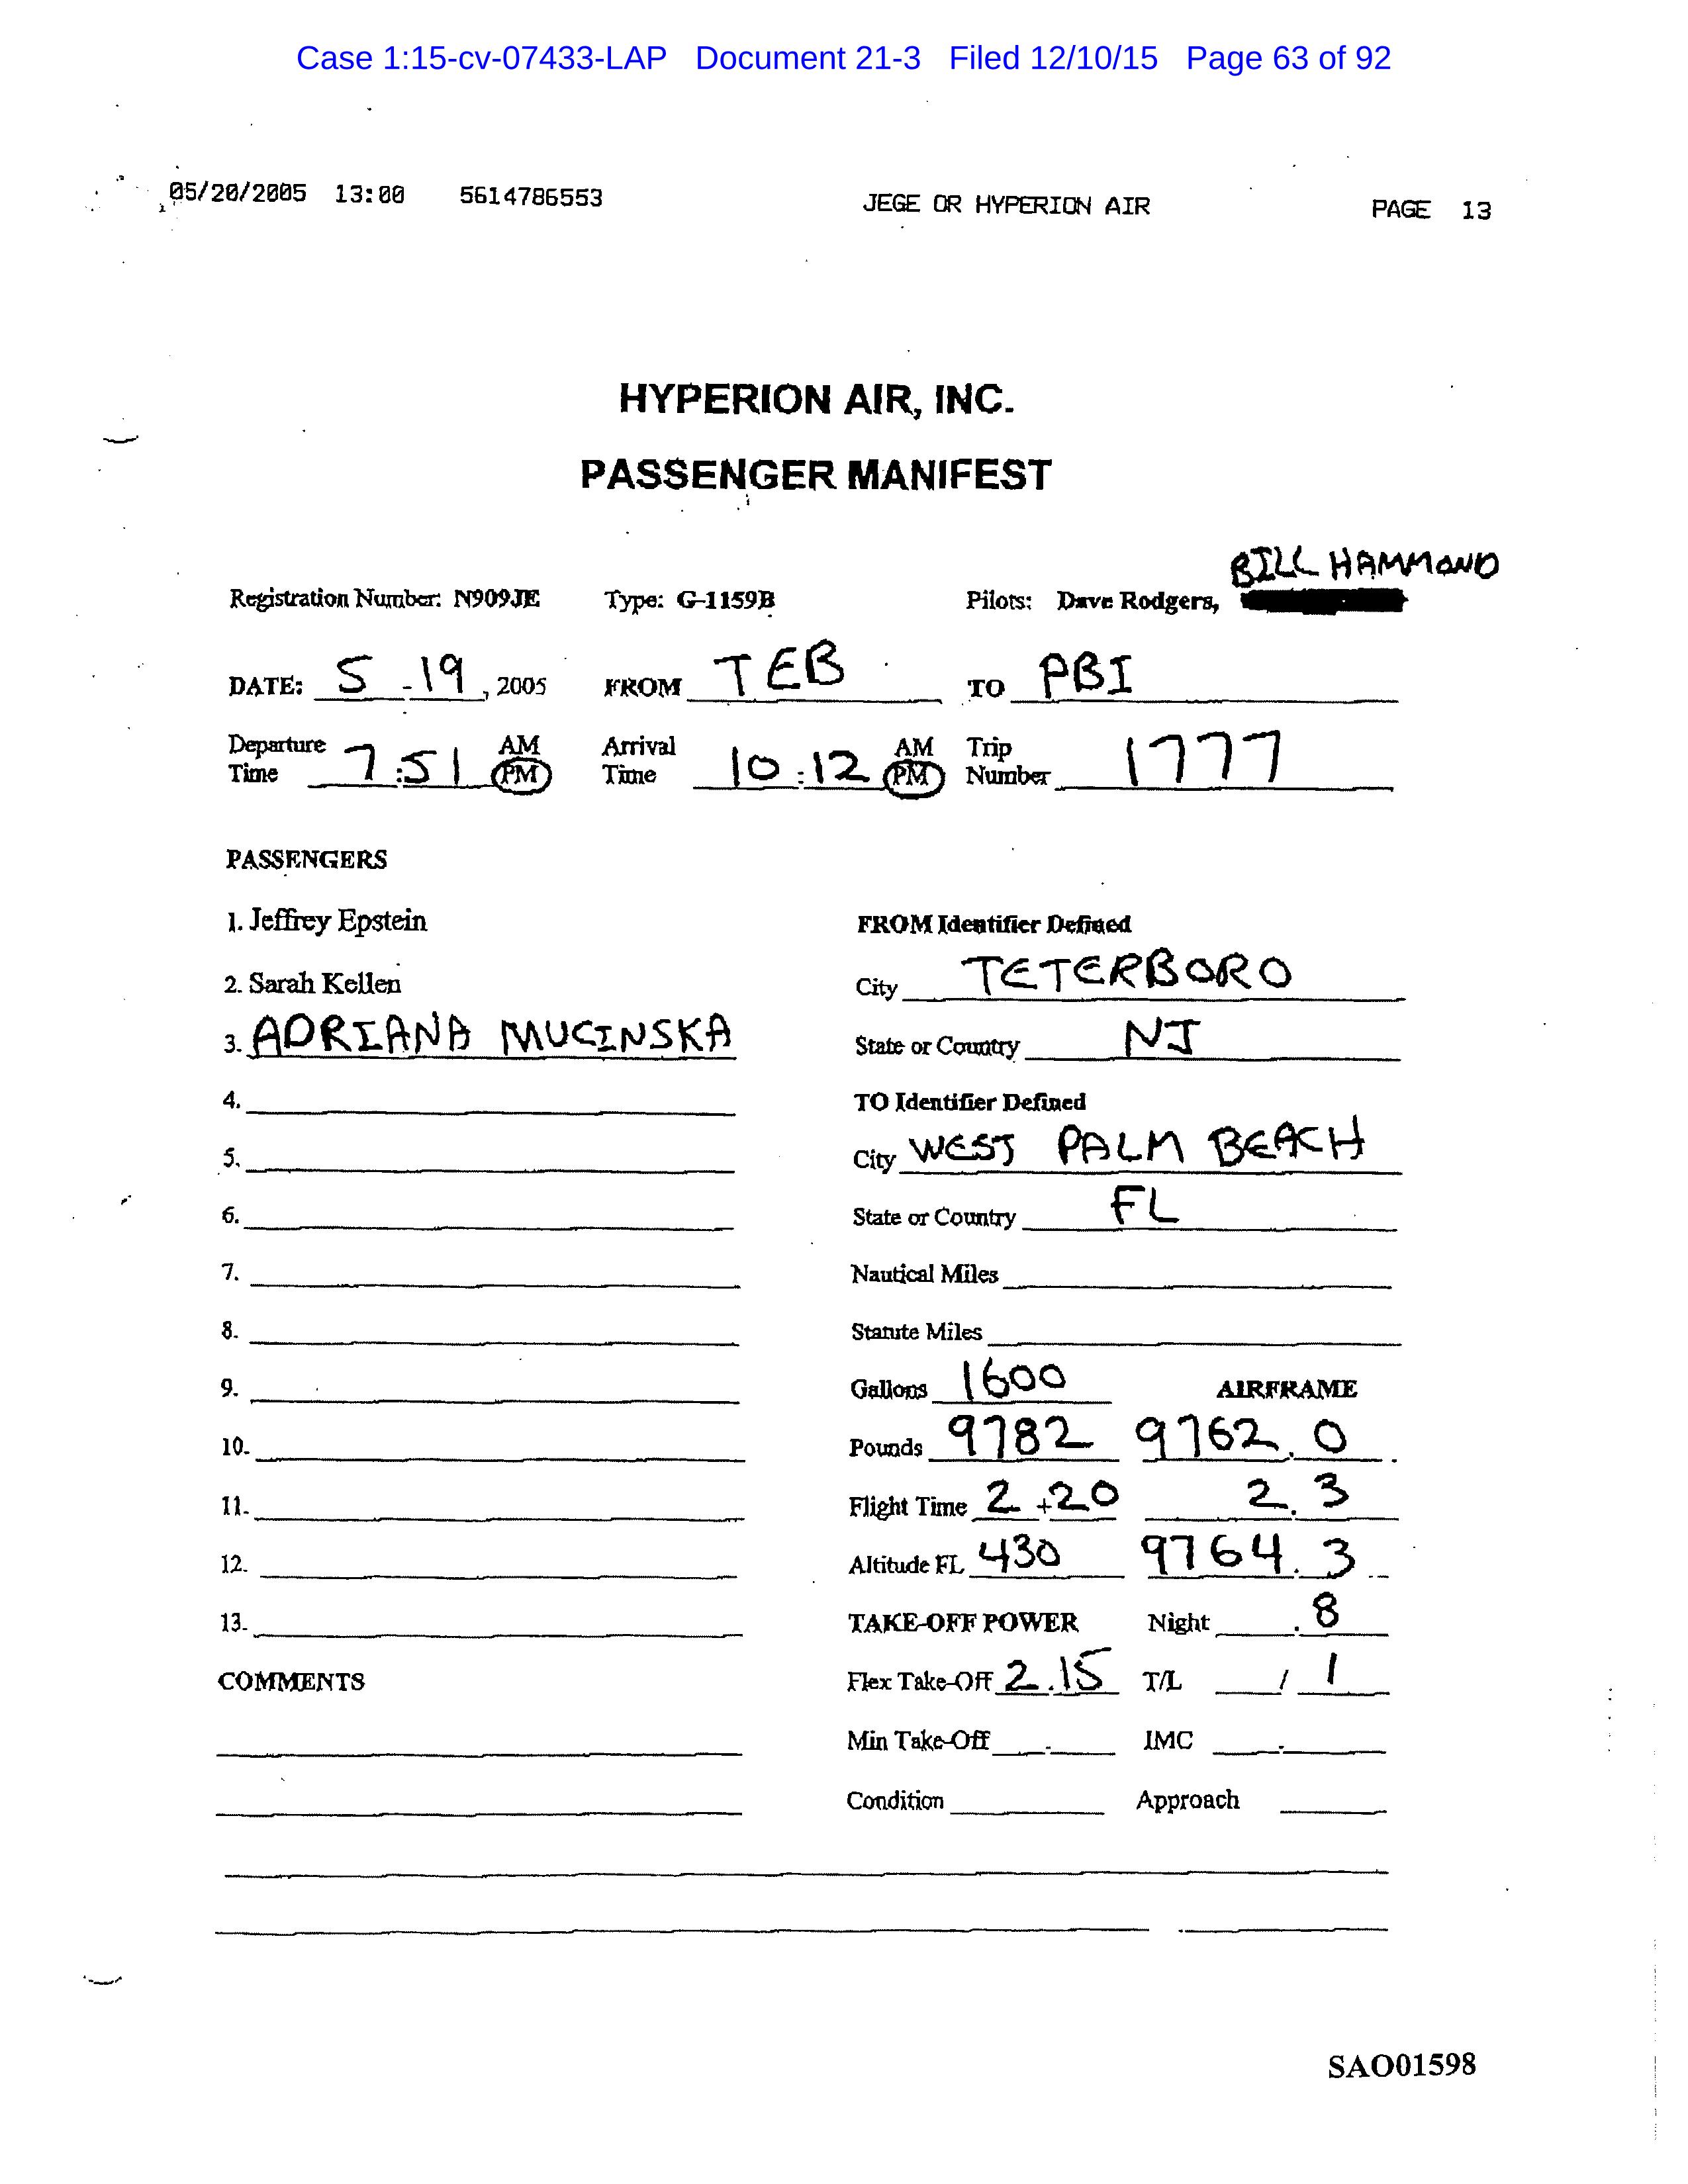 Case 1:15-cv-07433-LAP Document 21-3 Filed 12/10/15 Page 63 of 92
05/20/2005 13:00 5614786553 JEGE OR HYPERION AIR PAGE 13
HYPERION AIR, INC.
PASSENGER MANIFEST
BILL HAMMOND
Registration Number: N909JE Type: G-1159B Pilots: Dave Rodgers,
DATE: 5-19, 2005 FROM TEB TO PBI
Departure Time 7:51 AM PM Arrival Time 10:12 AM PM Trip Number 1777
PASSENGERS
1. Jeffrey Epstein FROM Identifier Defined
2. Sarah Kellen City TETERBORO
3. ADRIANA MUCINSKA State or Country NJ
4. TO Identifier Defined
5. City WEST PALM BEACH
6. State or Country FL
7. Nautical Miles
8. Statute Miles
9. Gallons 1600 AIRFRAME
10. Pounds 9782 9762.0
11. Flight Time 2+20 2.3
12. Altitude FL 430 9764.3
13. TAKE-OFF POWER Night .8
COMMENTS Flex Take-Off 2.15 T/L / 1
Min Take-Off . IMC .
Condition Approach
SAO01598